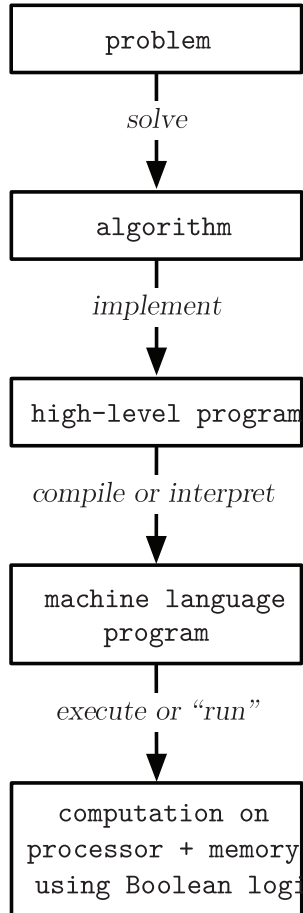 problem
solve
algorithm
implement
high-level program
compile or interpret
machine language
program
execute or “run”
computation on
processor + memory
using Boolean logi